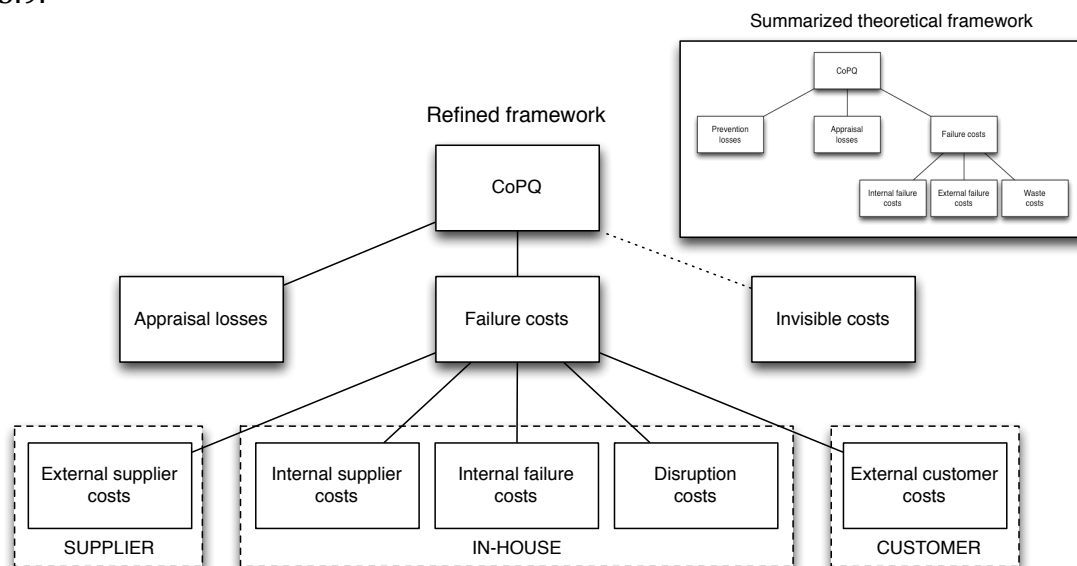 Summarized theoretical framework
CoPQ
Prevention
losses
Appraisal
losses
Failure costs
Internal failure
costs
External failure
costs
Waste
costs
Refined framework
CoPQ
Appraisal losses
Failure costs
Invisible costs
External supplier
costs
Internal supplier
costs
Internal failure
costs
Disruption
costs
External customer
costs
SUPPLIER
IN-HOUSE
CUSTOMER